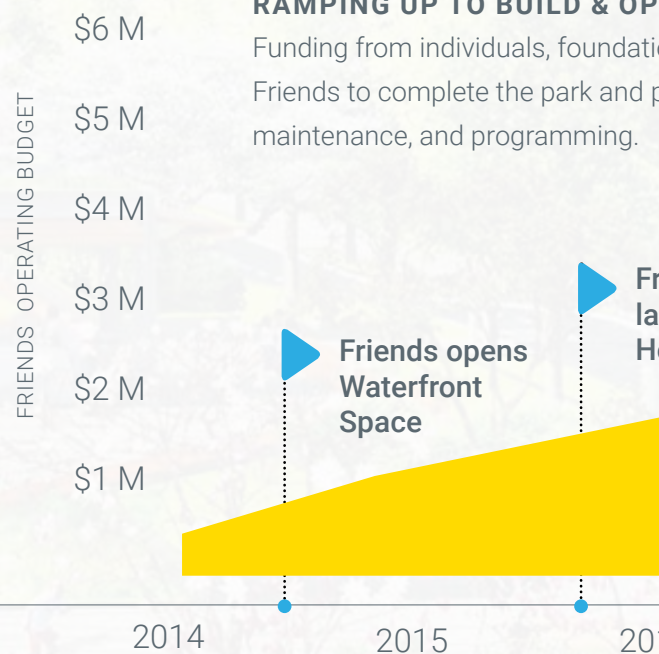 RAMPING UP TO BUILD & OP
Funding from individuals, foundati
Friends to complete the park and p
maintenance, and programming.
$6 M
$5 M
$4 M
$3 M
$2 M
$1 M
FRIENDS OPERATING BUDGET
Friends opens
Waterfront
Space
Fr
la
He
2014
2015
201